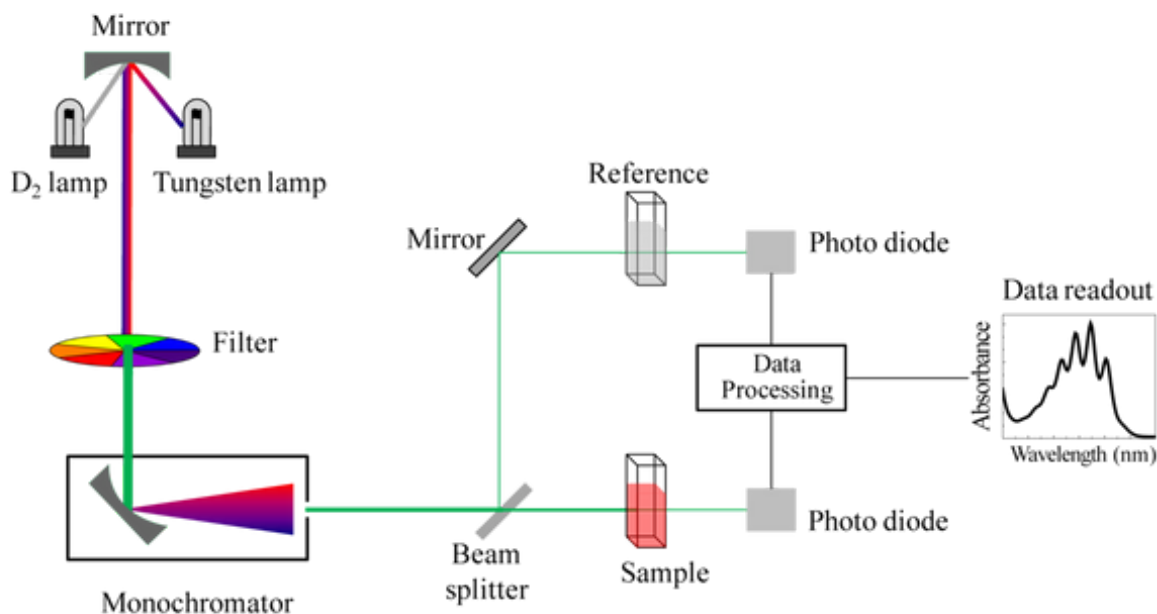 Mirror
D₂ lamp
Tungsten lamp
Filter
Monochromator
Beam
splitter
Mirror
Reference
Sample
Photo diode
Data
Processing
Photo diode
Data readout
Absorbance
Wavelength (nm)